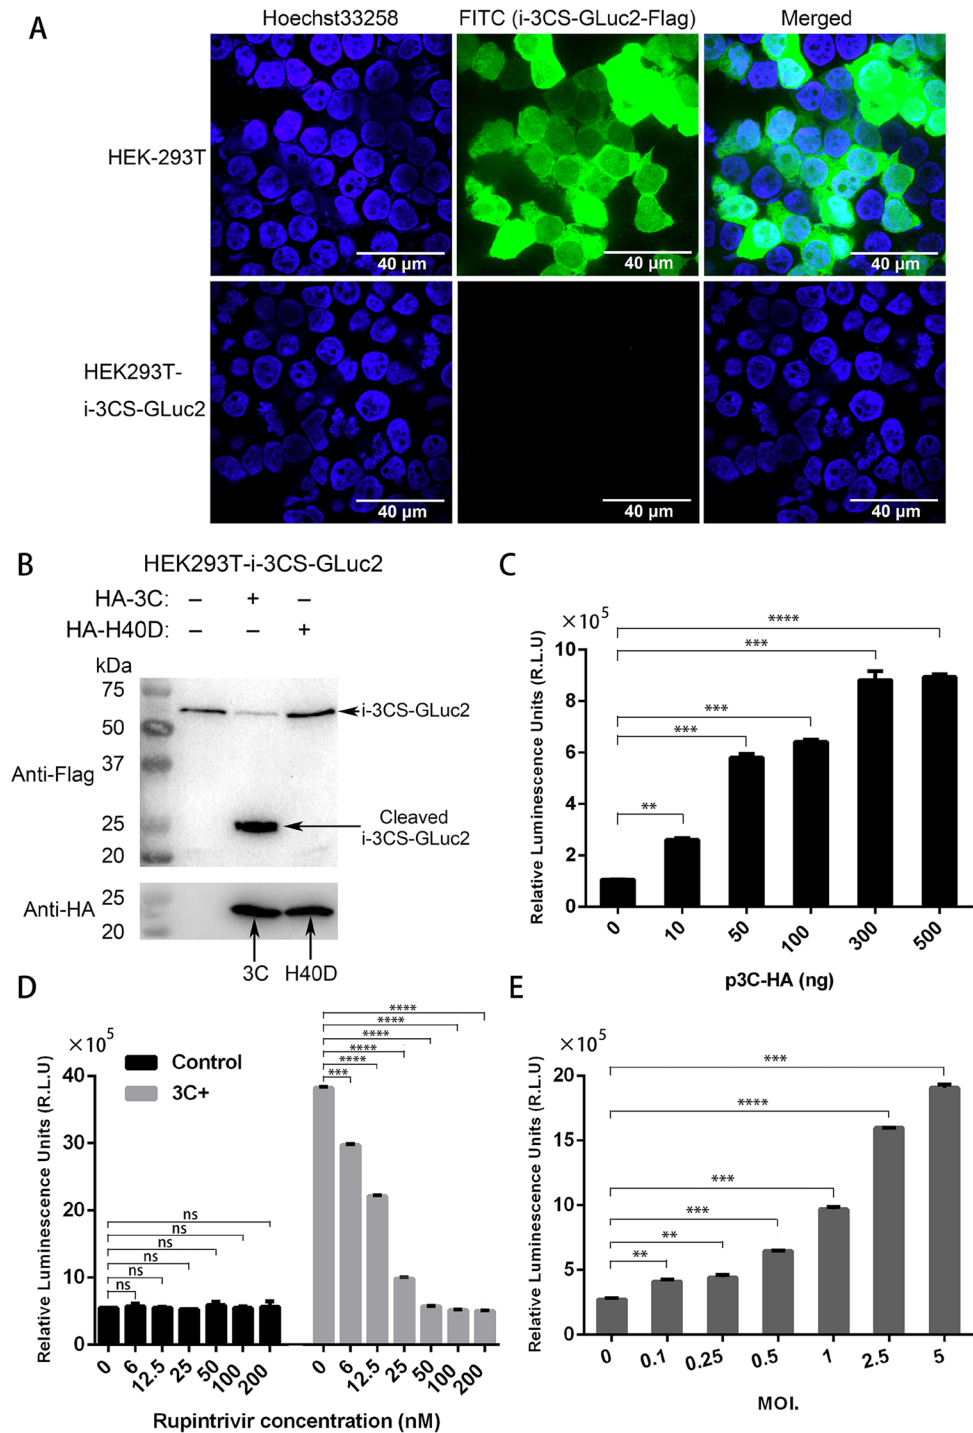 A
Hoechst33258
FITC (i-3CS-GLuc2-Flag)
Merged
HEK-293T
40 µm
40 µm
40 µm
HEK293T-
i-3CS-GLuc2
40 µm
40 µm
40 µm
B
HEK293T-i-3CS-GLuc2
HA-3C: – + –
HA-H40D: – – +
kDa
75
50
37
25
20
Anti-Flag
i-3CS-GLuc2
Cleaved
i-3CS-GLuc2
Anti-HA
25
20
3C
H40D
C
×10⁵
Relative Luminescence Units (R.L.U)
10
8
6
4
2
0
**
***
***
***
****
0 10 50 100 300 500
p3C-HA (ng)
D
×10⁵
Relative Luminescence Units (R.L.U)
Control
3C+
40
30
20
10
0
ns
ns
ns
ns
ns
ns
****
****
****
****
****
***
0 6 12.5 25 50 100 200
0 6 12.5 25 50 100 200
Rupintrivir concentration (nM)
E
×10⁵
Relative Luminescence Units (R.L.U)
20
15
10
5
0
***
****
***
***
**
**
0 0.1 0.25 0.5 1 2.5 5
MOI.